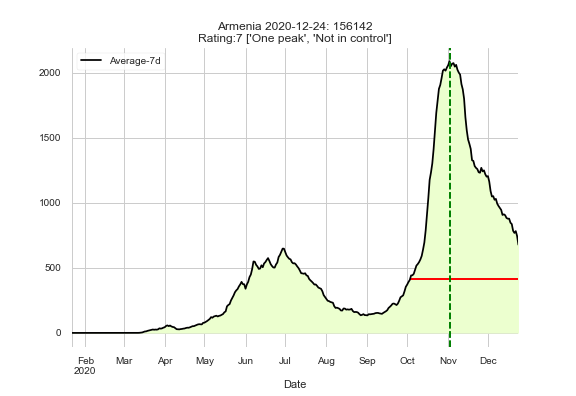 Armenia 2020-12-24: 156142
Rating:7 ['One peak', 'Not in control']
Average-7d
2000
1500
1000
500
0
Feb Mar Apr May Jun Jul Aug Sep Oct Nov Dec
2020
Date